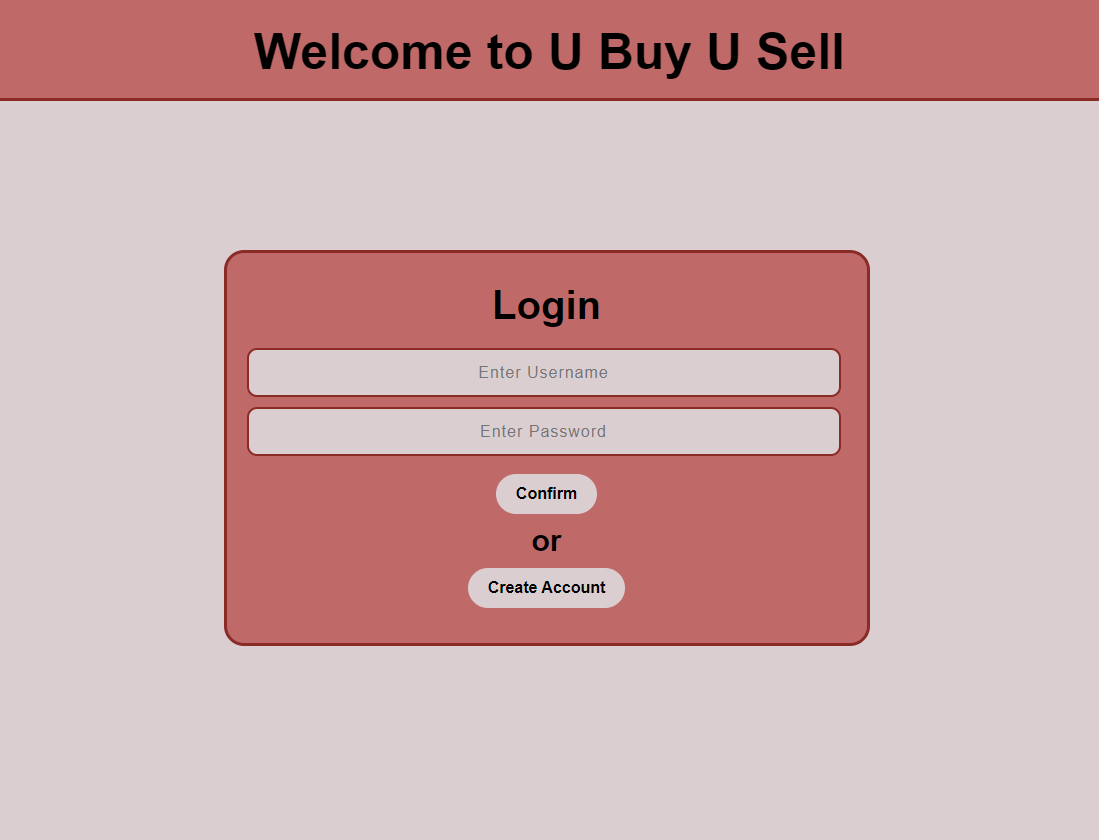 Welcome to U Buy U Sell
Login
Enter Username
Enter Password
Confirm
or
Create Account